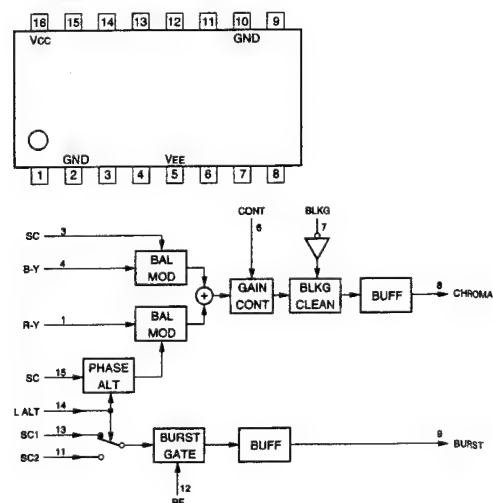 16 15 14 13 12 11 10 9
VCC GND
GND VEE
1 2 3 4 5 6 7 8
CONT BLKG
6 7
SC 3
B-Y 4
BAL MOD
+
GAIN CONT
BLKG CLEAN
BUFF
8 CHROMA
R-Y 1
BAL MOD
SC 15
PHASE ALT
L ALT 14
SC1 13
SC2 11
BURST GATE
BUFF
9 BURST
12